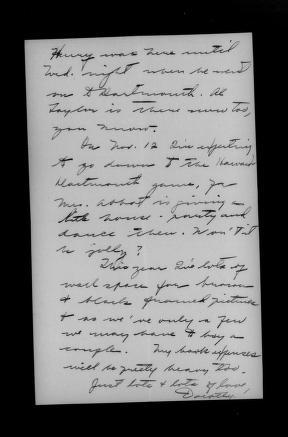 Henry was here until
Wed. night when he went
on to Dartmouth. Al
Taylor is there now too,
you know.
On Nov. 12 I'm expecting
to go down to the Harvard
Dartmouth game, for
Mrs. Abbot is giving a
little house-party and
dance then. Won't it
be jolly?
This year I've lots of
wall space for brown
& black framed pictures
& as we've only a few
we may have to buy a
couple. My book expenses
will be pretty heavy too.
Just lots & lots of love,
Dorothy